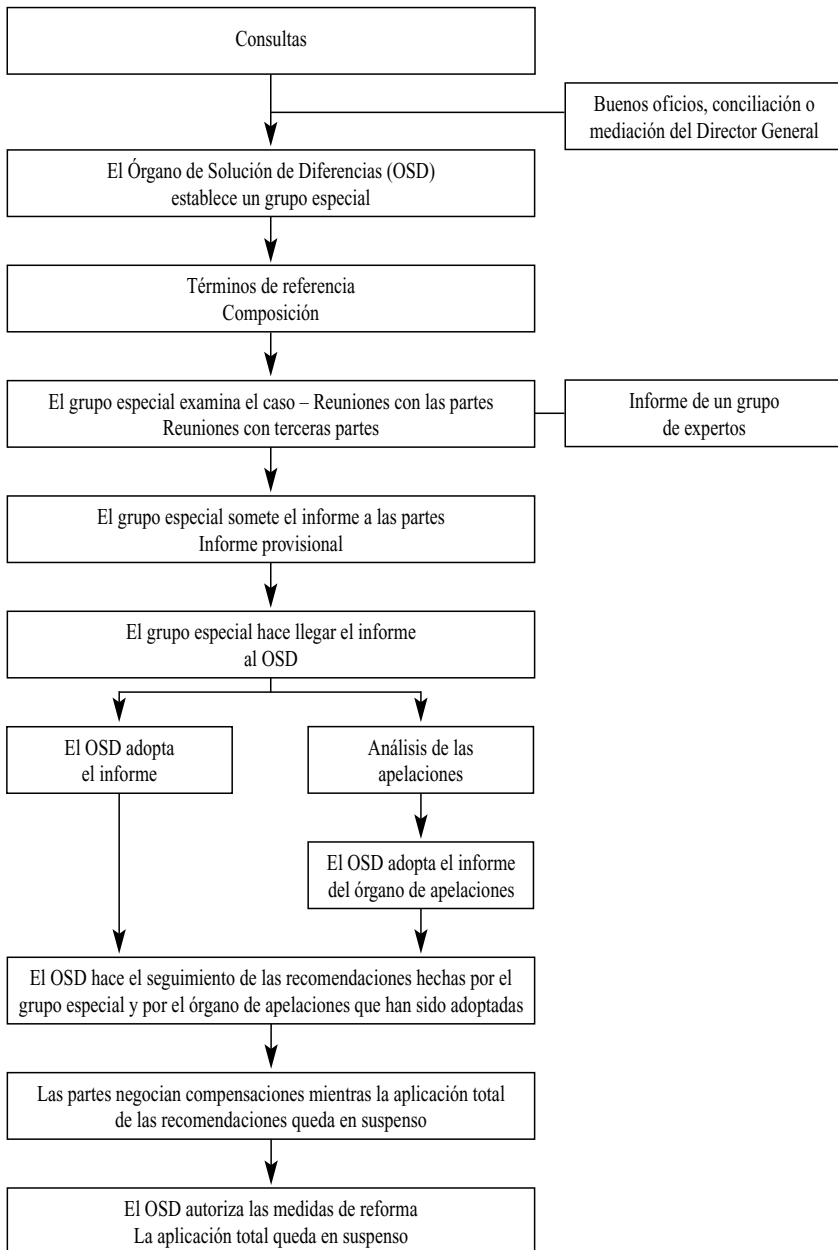 Consultas
Buenos oficios, conciliación o
mediación del Director General
El Órgano de Solución de Diferencias (OSD)
establece un grupo especial
Términos de referencia
Composición
El grupo especial examina el caso – Reuniones con las partes
Reuniones con terceras partes
Informe de un grupo
de expertos
El grupo especial somete el informe a las partes
Informe provisional
El grupo especial hace llegar el informe
al OSD
El OSD adopta
el informe
Análisis de las
apelaciones
El OSD adopta el informe
del órgano de apelaciones
El OSD hace el seguimiento de las recomendaciones hechas por el
grupo especial y por el órgano de apelaciones que han sido adoptadas
Las partes negocian compensaciones mientras la aplicación total
de las recomendaciones queda en suspenso
El OSD autoriza las medidas de reforma
La aplicación total queda en suspenso